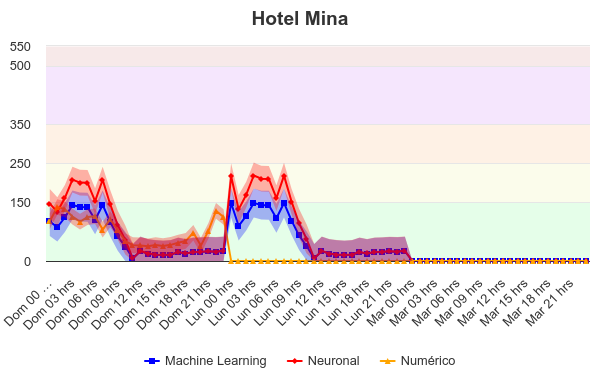 Hotel Mina
550
500
350
250
150
0
Dom 00 ...
Dom 03 hrs
Dom 06 hrs
Dom 09 hrs
Dom 12 hrs
Dom 15 hrs
Dom 18 hrs
Dom 21 hrs
Lun 00 hrs
Lun 03 hrs
Lun 06 hrs
Lun 09 hrs
Lun 12 hrs
Lun 15 hrs
Lun 18 hrs
Lun 21 hrs
Mar 00 hrs
Mar 03 hrs
Mar 06 hrs
Mar 09 hrs
Mar 12 hrs
Mar 15 hrs
Mar 18 hrs
Mar 21 hrs
Machine Learning Neuronal Numérico